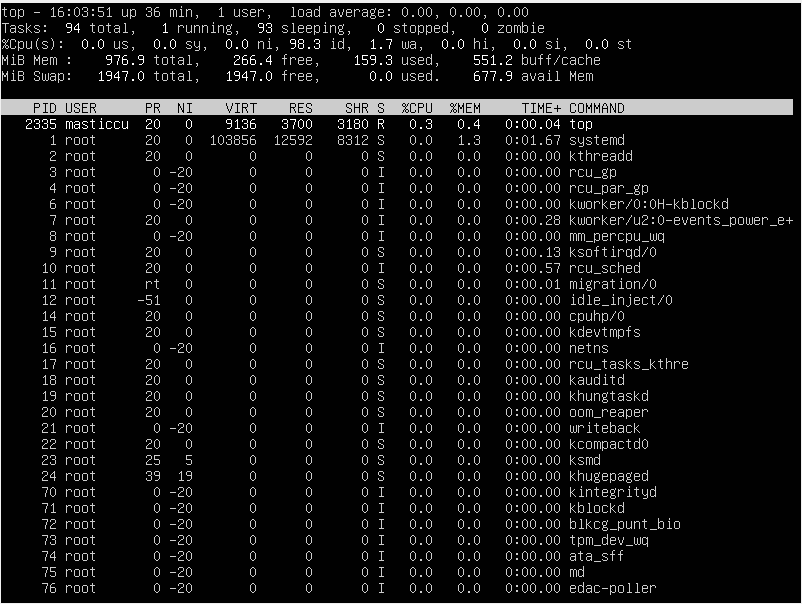 top - 16:03:51 up 36 min,  1 user,  load average: 0.00, 0.00, 0.00
Tasks:  94 total,   1 running,  93 sleeping,   0 stopped,   0 zombie
%Cpu(s):  0.0 us,  0.0 sy,  0.0 ni, 98.3 id,  1.7 wa,  0.0 hi,  0.0 si,  0.0 st
MiB Mem :    976.9 total,    266.4 free,    159.3 used,    551.2 buff/cache
MiB Swap:   1947.0 total,   1947.0 free,      0.0 used.    677.9 avail Mem
    PID USER      PR  NI    VIRT    RES    SHR S  %CPU  %MEM     TIME+ COMMAND
   2335 masticcu  20   0    9136   3700   3180 R   0.3   0.4   0:00.04 top
      1 root      20   0  103856  12592   8312 S   0.0   1.3   0:01.67 systemd
      2 root      20   0       0      0      0 S   0.0   0.0   0:00.00 kthreadd
      3 root       0 -20       0      0      0 I   0.0   0.0   0:00.00 rcu_gp
      4 root       0 -20       0      0      0 I   0.0   0.0   0:00.00 rcu_par_gp
      6 root       0 -20       0      0      0 I   0.0   0.0   0:00.00 kworker/0:0H-kblockd
      7 root      20   0       0      0      0 I   0.0   0.0   0:00.28 kworker/u2:0-events_power_e+
      8 root       0 -20       0      0      0 I   0.0   0.0   0:00.00 mm_percpu_wq
      9 root      20   0       0      0      0 S   0.0   0.0   0:00.13 ksoftirqd/0
     10 root      20   0       0      0      0 I   0.0   0.0   0:00.57 rcu_sched
     11 root      rt   0       0      0      0 S   0.0   0.0   0:00.01 migration/0
     12 root     -51   0       0      0      0 S   0.0   0.0   0:00.00 idle_inject/0
     14 root      20   0       0      0      0 S   0.0   0.0   0:00.00 cpuhp/0
     15 root      20   0       0      0      0 S   0.0   0.0   0:00.00 kdevtmpfs
     16 root       0 -20       0      0      0 I   0.0   0.0   0:00.00 netns
     17 root      20   0       0      0      0 S   0.0   0.0   0:00.00 rcu_tasks_kthre
     18 root      20   0       0      0      0 S   0.0   0.0   0:00.00 kauditd
     19 root      20   0       0      0      0 S   0.0   0.0   0:00.00 khungtaskd
     20 root      20   0       0      0      0 S   0.0   0.0   0:00.00 oom_reaper
     21 root       0 -20       0      0      0 I   0.0   0.0   0:00.00 writeback
     22 root      20   0       0      0      0 S   0.0   0.0   0:00.00 kcompactd0
     23 root      25   5       0      0      0 S   0.0   0.0   0:00.00 ksmd
     24 root      39  19       0      0      0 S   0.0   0.0   0:00.00 khugepaged
     70 root       0 -20       0      0      0 I   0.0   0.0   0:00.00 kintegrityd
     71 root       0 -20       0      0      0 I   0.0   0.0   0:00.00 kblockd
     72 root       0 -20       0      0      0 I   0.0   0.0   0:00.00 blkcg_punt_bio
     73 root       0 -20       0      0      0 I   0.0   0.0   0:00.00 tpm_dev_wq
     74 root       0 -20       0      0      0 I   0.0   0.0   0:00.00 ata_sff
     75 root       0 -20       0      0      0 I   0.0   0.0   0:00.00 md
     76 root       0 -20       0      0      0 I   0.0   0.0   0:00.00 edac-poller